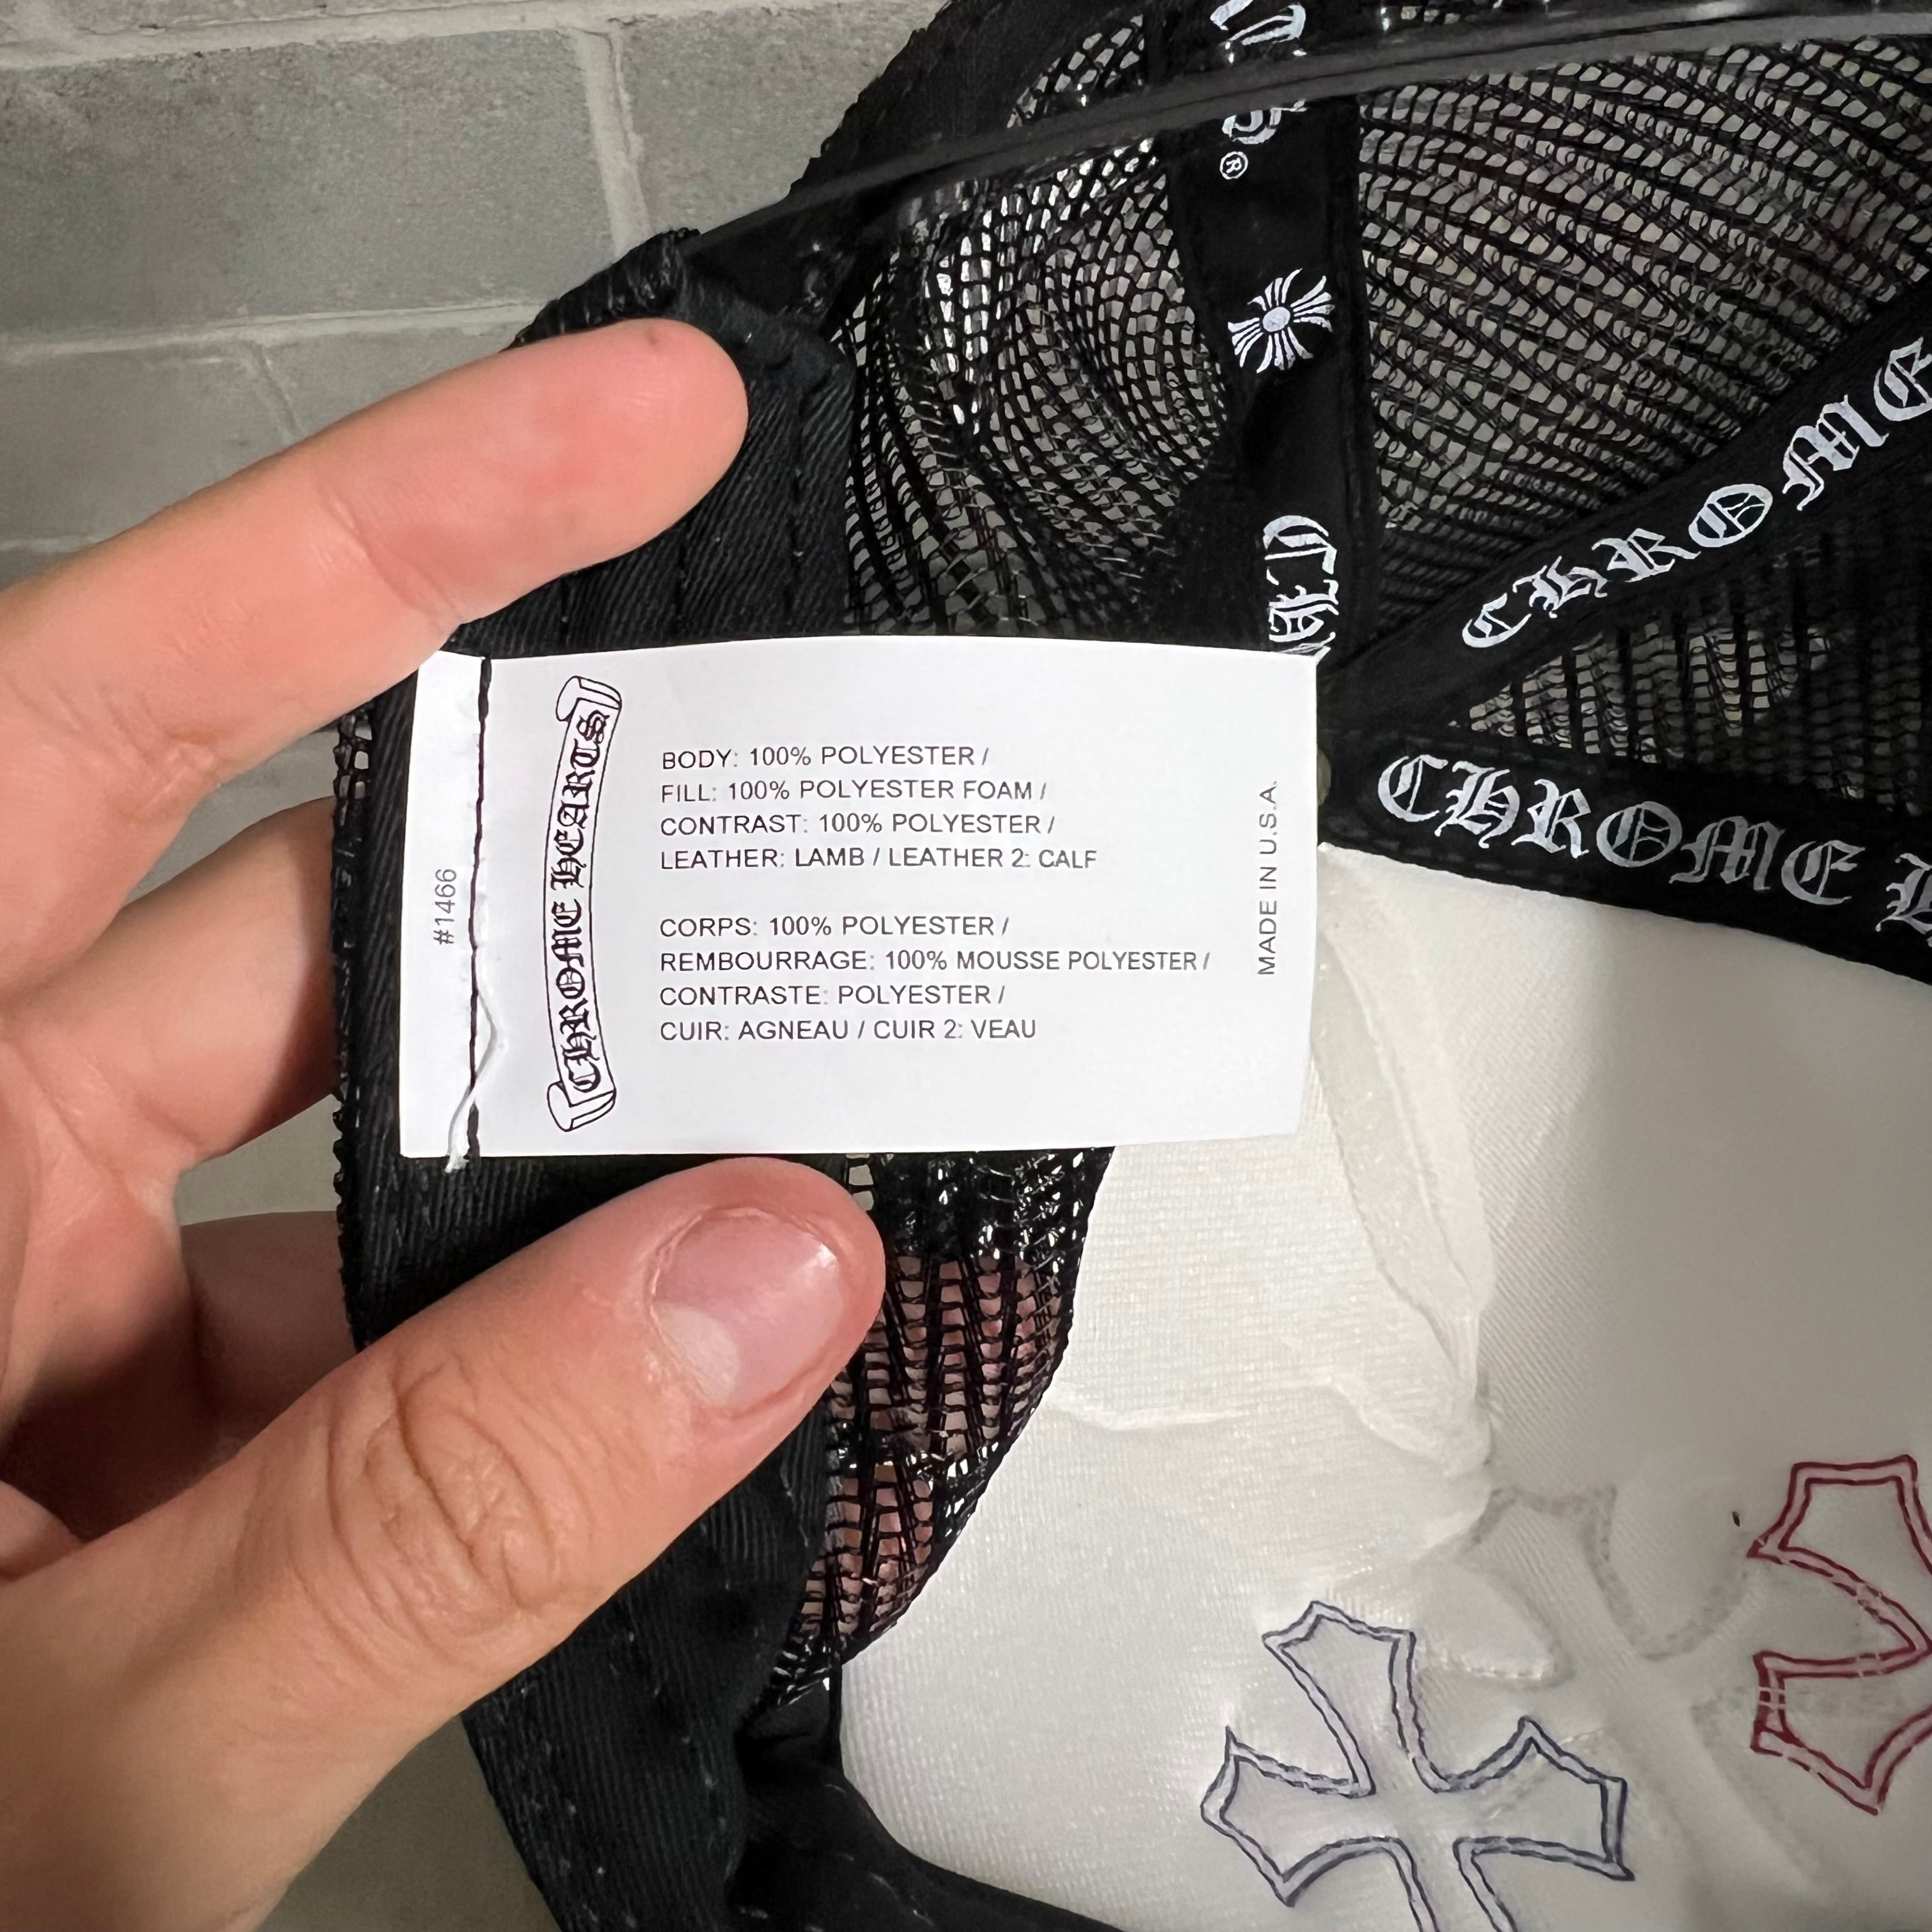 #1466
CHROME HEARTS
BODY: 100% POLYESTER /
FILL: 100% POLYESTER FOAM /
CONTRAST: 100% POLYESTER /
LEATHER: LAMB / LEATHER 2: CALF
CORPS: 100% POLYESTER /
REMBOURRAGE: 100% MOUSSE POLYESTER /
CONTRASTE: POLYESTER /
CUIR: AGNEAU / CUIR 2: VEAU
MADE IN U.S.A.
®
CHROME
CHROME